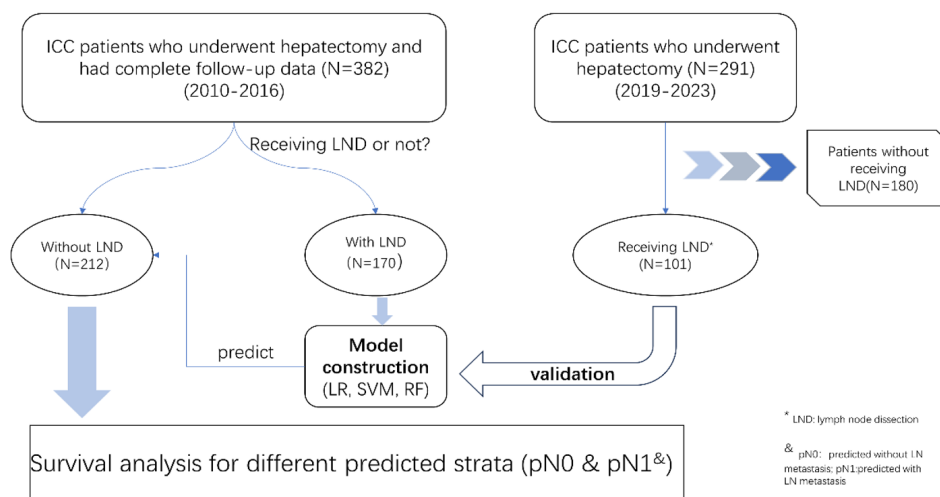 ICC patients who underwent hepatectomy and
had complete follow-up data (N=382)
(2010-2016)
ICC patients who underwent
hepatectomy (N=291)
(2019-2023)
Receiving LND or not?
Patients without
receiving
LND(N=180)
Without LND
(N=212)
With LND
(N=170)
Receiving LND*
(N=101)
predict
Model
construction
(LR, SVM, RF)
validation
Survival analysis for different predicted strata (pN0 & pN1&)
* LND: lymph node dissection
& pN0: predicted without LN
metastasis; pN1:predicted with
LN metastasis